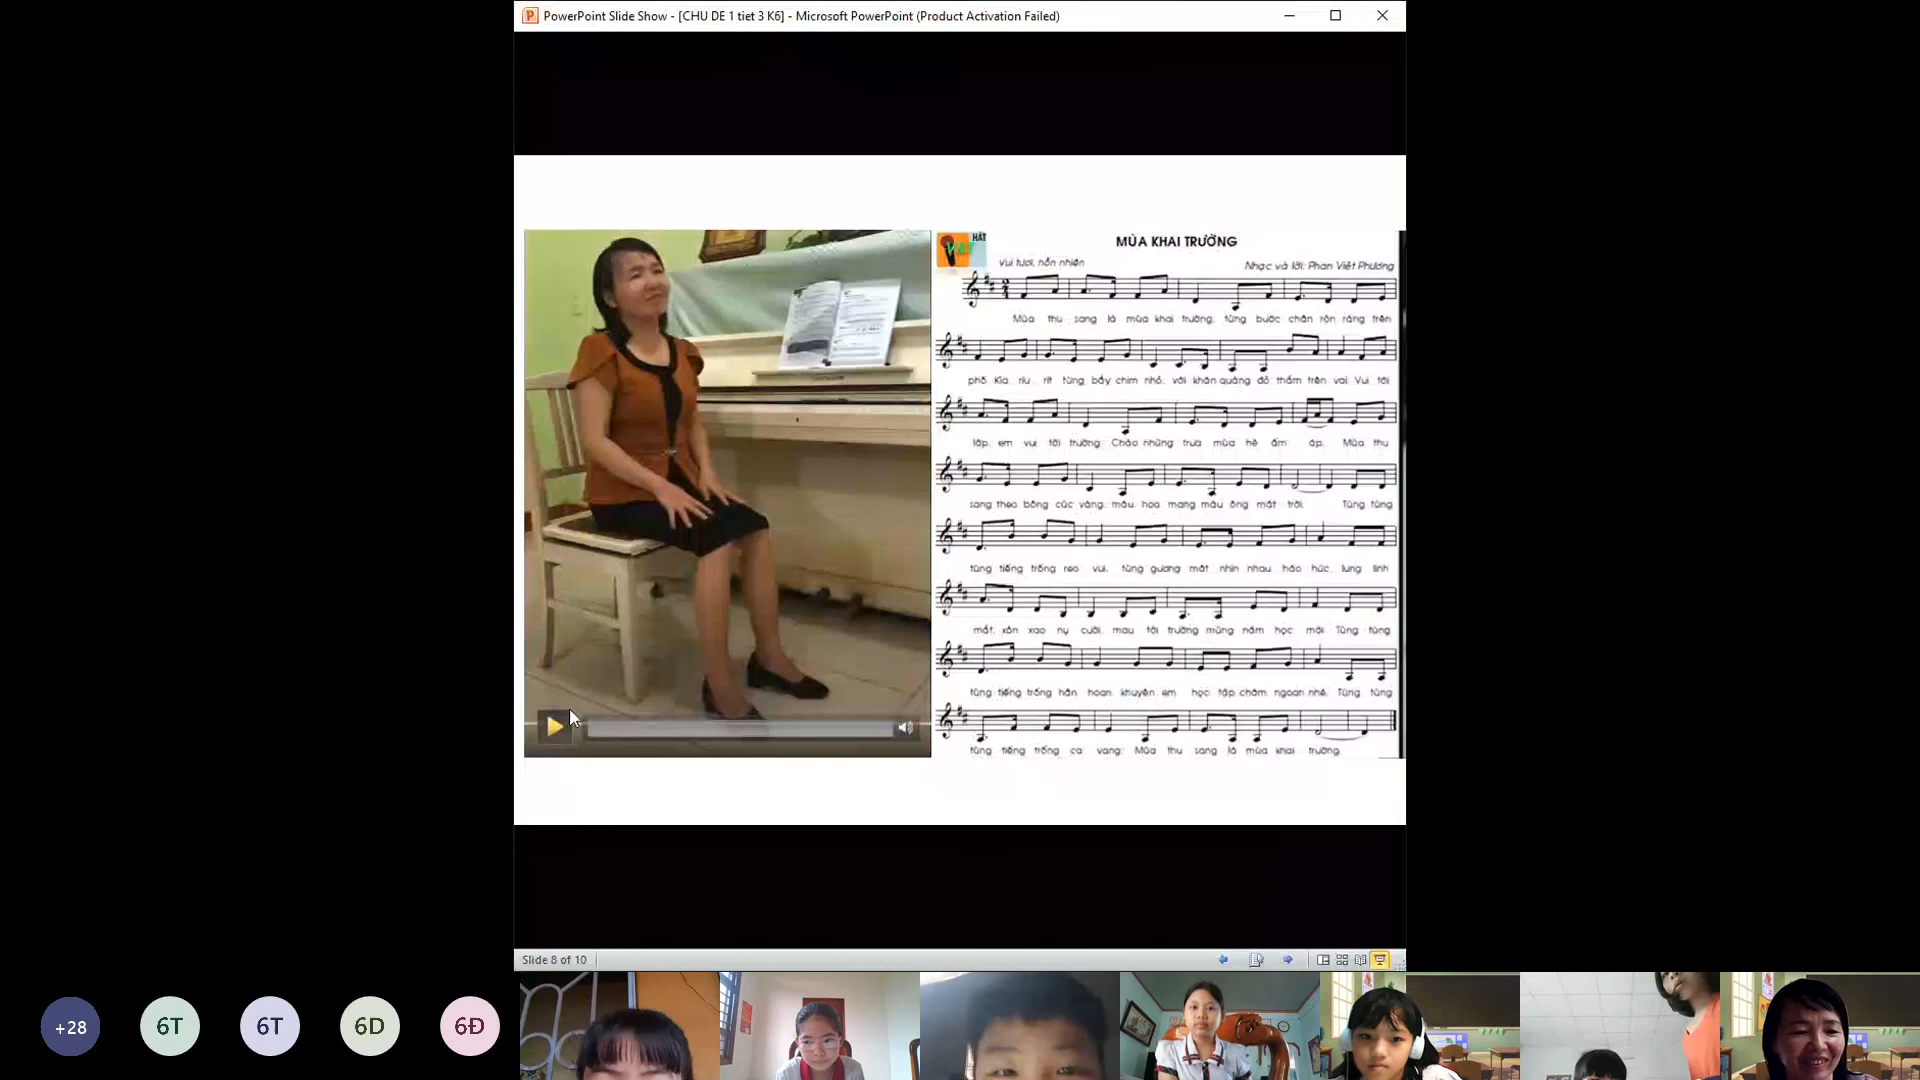 PowerPoint Slide Show - [CHU DE 1 tiet 3 K6] - Microsoft PowerPoint (Product Activation Failed)
HÁT
MÙA KHAI TRƯỜNG
Vui tươi, hồn nhiên
Nhạc và lời: Phan Việt Phương
Mùa thu sang là mùa khai trường, từng bước chân rộn ràng trên
phố. Kìa ríu rít từng bầy chim nhỏ, với khăn quàng đỏ thắm trên vai. Vui tới
lớp, em vui tới trường. Chào những trưa mùa hè ấm áp. Mùa thu
sang theo bông cúc vàng, màu hoa mang màu ông mặt trời. Tùng tùng
tùng tiếng trống reo vui, từng gương mặt nhìn nhau háo hức, lung linh
mắt, xôn xao nụ cười, mau tới trường mừng năm học mới. Tùng tùng
tùng tiếng trống hân hoan, khuyên em học tập chăm ngoan nhé. Tùng tùng
tùng tiếng trống ca vang: Mùa thu sang là mùa khai trường.
Slide 8 of 10
+28
6T
6T
6D
6Đ